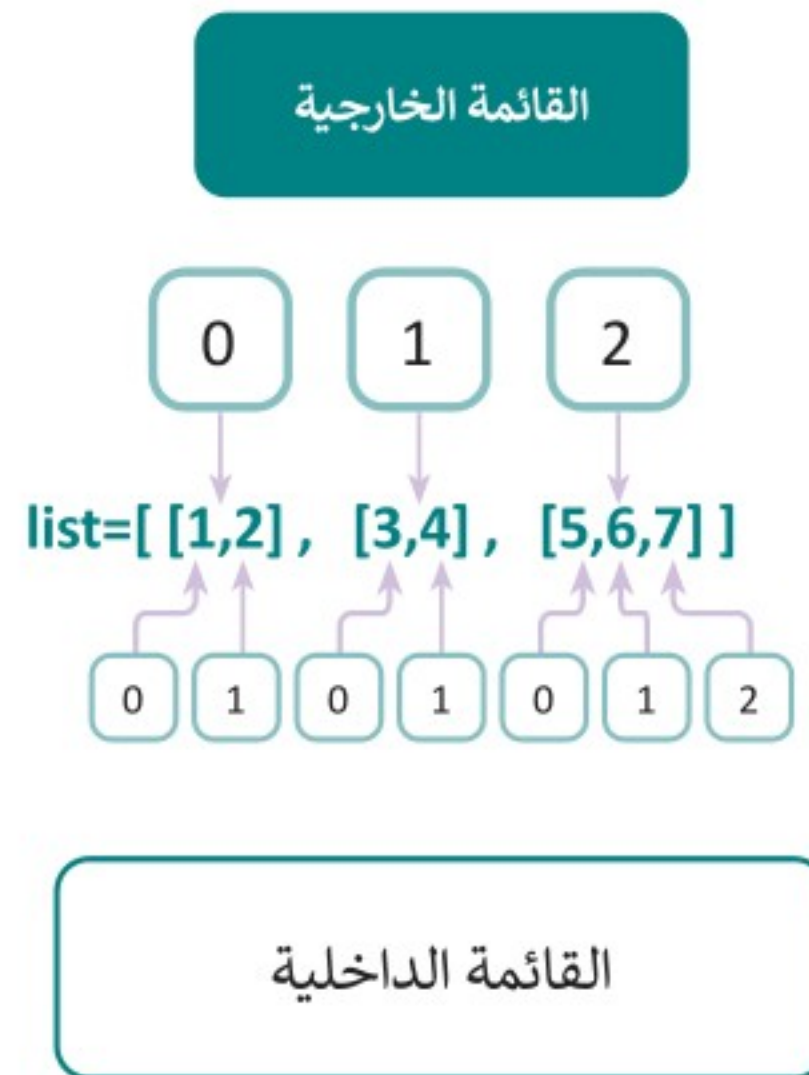 القائمة الخارجية
0 1 2
list=[ [1,2] , [3,4] , [5,6,7] ]
0 1 0 1 0 1 2
القائمة الداخلية